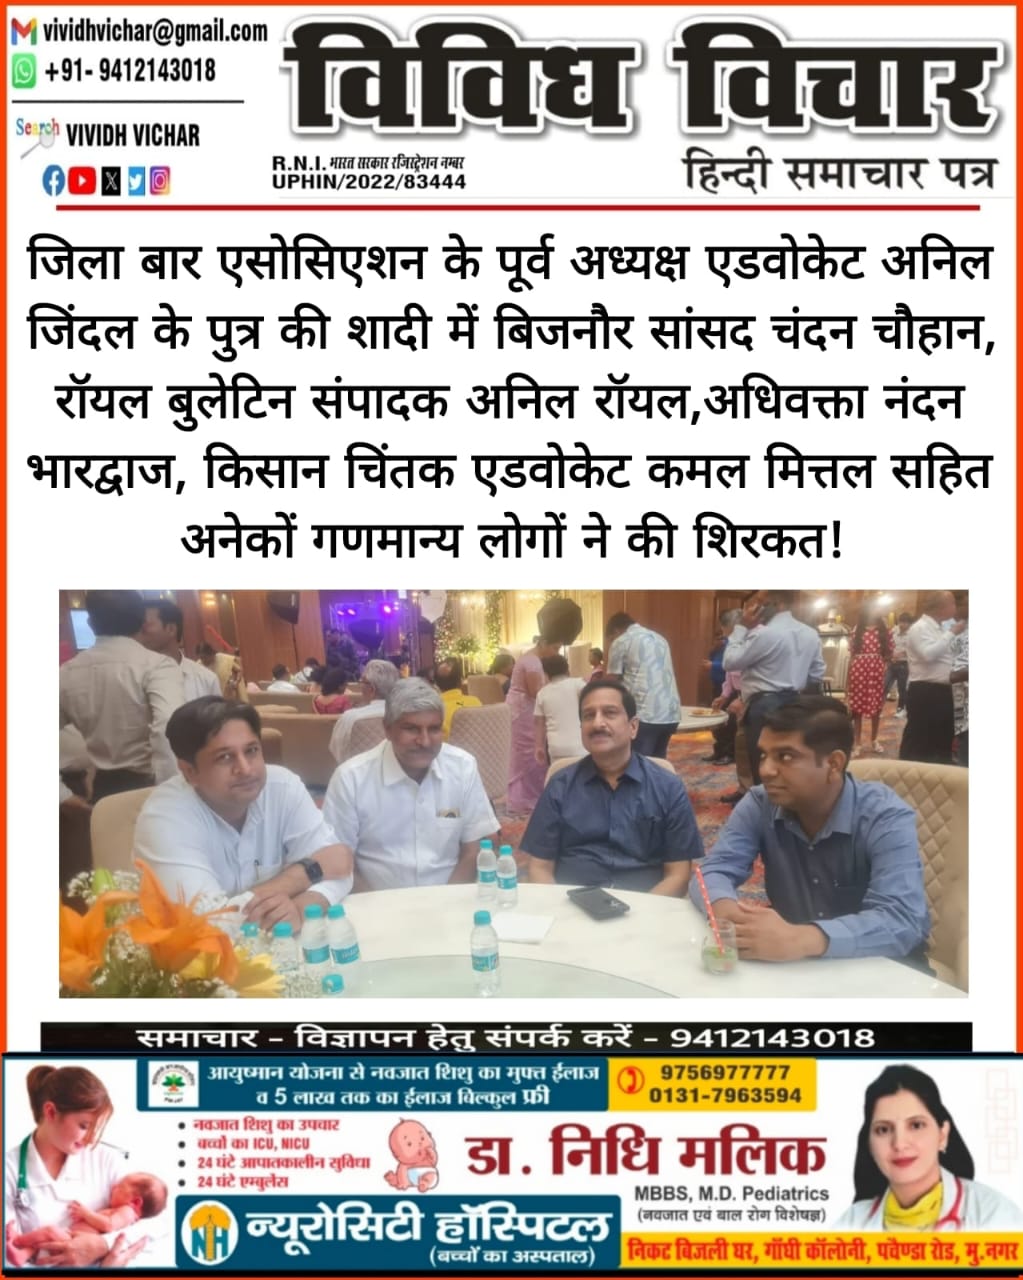 vividhvichar@gmail.com
+91- 9412143018
Search VIVIDH VICHAR
विविध विचार
R.N.I. भारत सरकार रजिस्ट्रेशन नम्बर
UPHIN/2022/83444
हिन्दी समाचार पत्र
जिला बार एसोसिएशन के पूर्व अध्यक्ष एडवोकेट अनिल
जिंदल के पुत्र की शादी में बिजनौर सांसद चंदन चौहान,
रॉयल बुलेटिन संपादक अनिल रॉयल,अधिवक्ता नंदन
भारद्वाज, किसान चिंतक एडवोकेट कमल मित्तल सहित
अनेकों गणमान्य लोगों ने की शिरकत!
समाचार - विज्ञापन हेतु संपर्क करें - 9412143018
आयुष्मान योजना से नवजात शिशु का मुफ्त ईलाज
व 5 लाख तक का ईलाज बिल्कुल फ्री
9756977777
0131-7963594
• नवजात शिशु का उपचार
• बच्चों का ICU, NICU
• 24 घंटे आपातकालीन सुविधा
• 24 घंटे एम्बुलेंस
डा. निधि मलिक
MBBS, M.D. Pediatrics
(नवजात एवं बाल रोग विशेषज्ञ)
NH न्यूरोसिटी हॉस्पिटल
(बच्चों का अस्पताल)
निकट बिजली घर, गाँधी कॉलोनी, पचैण्डा रोड, मु.नगर